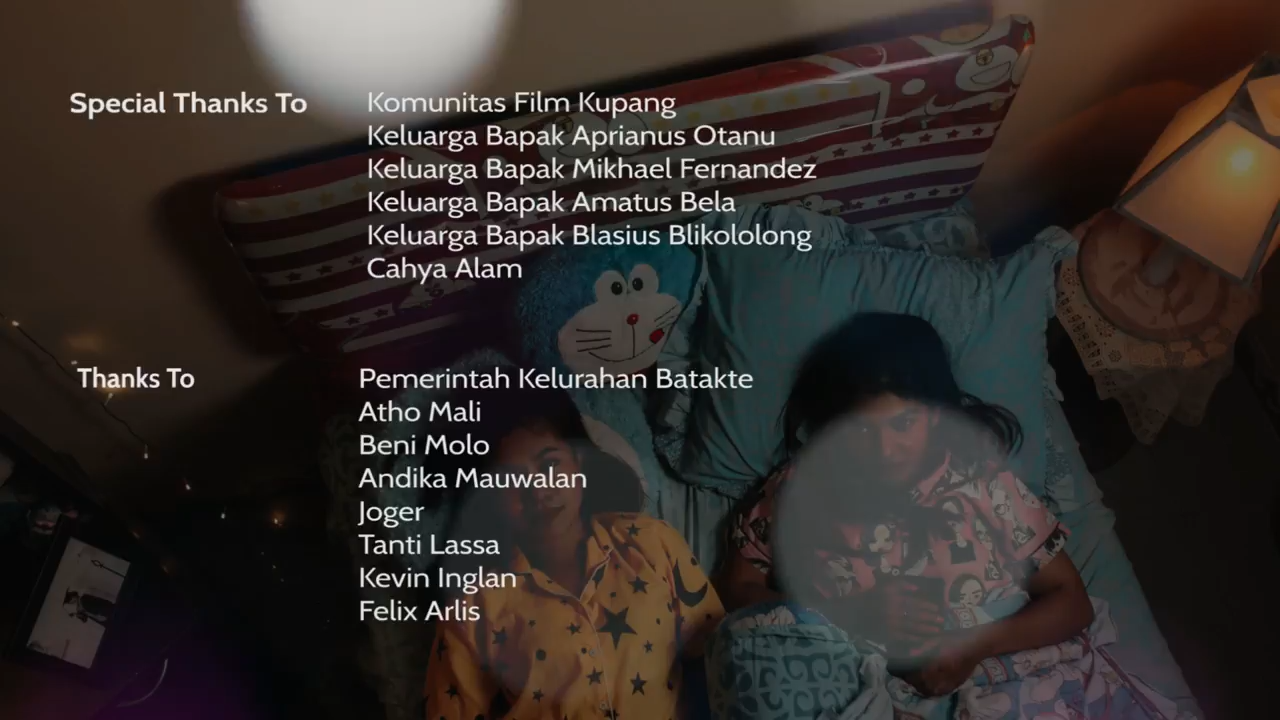 Special Thanks To
Komunitas Film Kupang
Keluarga Bapak Aprianus Otanu
Keluarga Bapak Mikhael Fernandez
Keluarga Bapak Amatus Bela
Keluarga Bapak Blasius Blikololong
Cahya Alam
Thanks To
Pemerintah Kelurahan Batakte
Atho Mali
Beni Molo
Andika Mauwalan
Joger
Tanti Lassa
Kevin Inglan
Felix Arlis